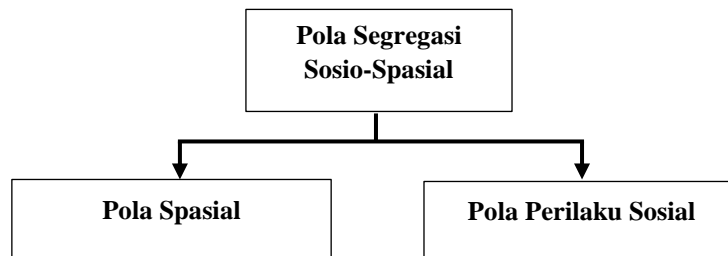 Pola Segregasi
Sosio-Spasial
Pola Spasial
Pola Perilaku Sosial